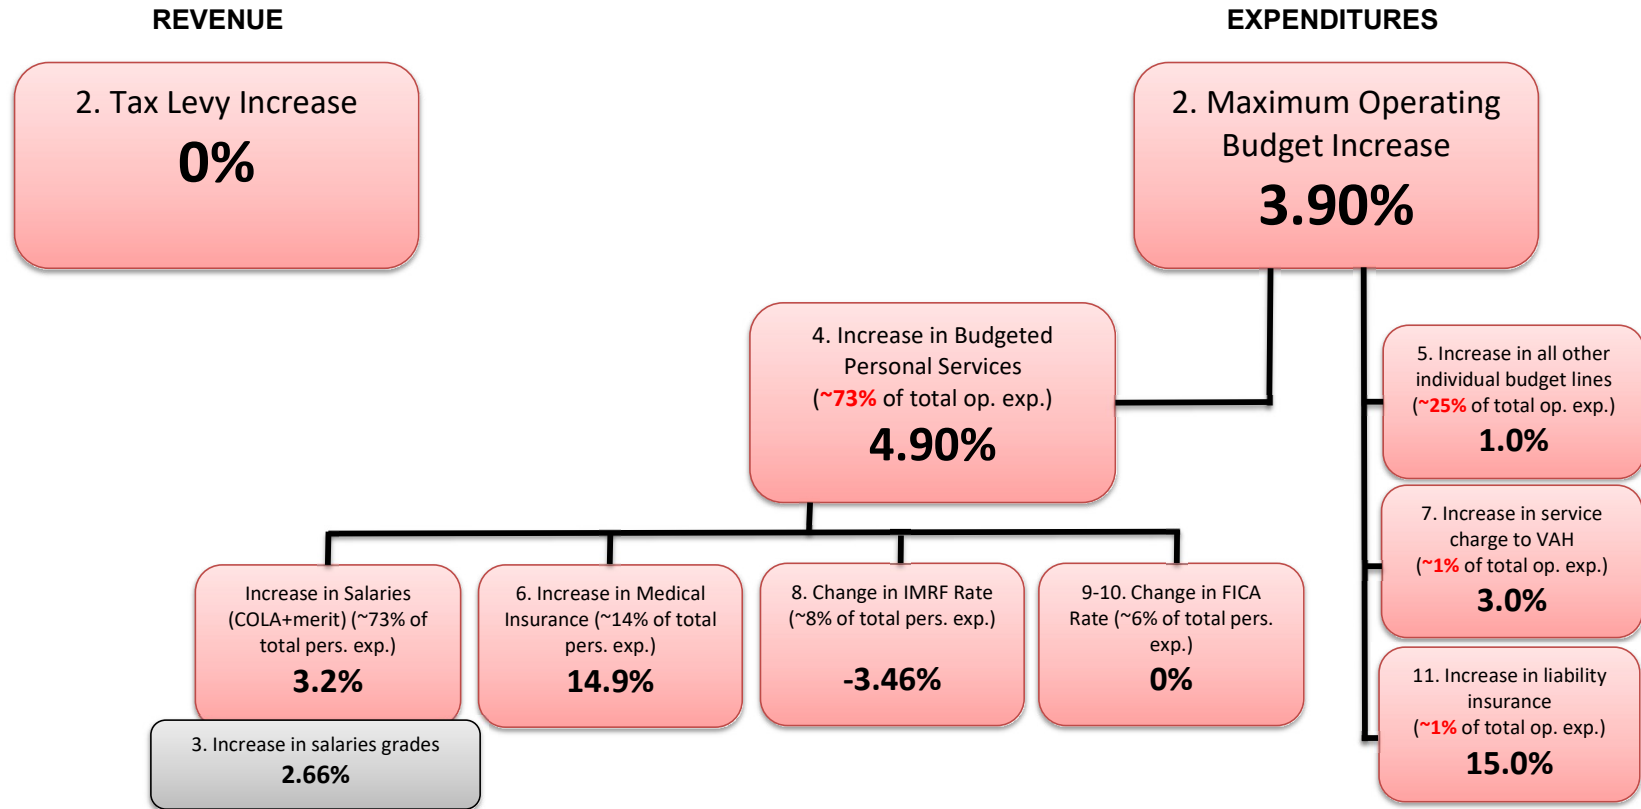 REVENUE
EXPENDITURES
2. Tax Levy Increase
0%
2. Maximum Operating
Budget Increase
3.90%
4. Increase in Budgeted
Personal Services
(~73% of total op. exp.)
4.90%
5. Increase in all other
individual budget lines
(~25% of total op. exp.)
1.0%
7. Increase in service
charge to VAH
(~1% of total op. exp.)
3.0%
11. Increase in liability
insurance
(~1% of total op. exp.)
15.0%
Increase in Salaries
(COLA+merit) (~73% of
total pers. exp.)
3.2%
6. Increase in Medical
Insurance (~14% of total
pers. exp.)
14.9%
8. Change in IMRF Rate
(~8% of total pers. exp.)
-3.46%
9-10. Change in FICA
Rate (~6% of total pers.
exp.)
0%
3. Increase in salaries grades
2.66%